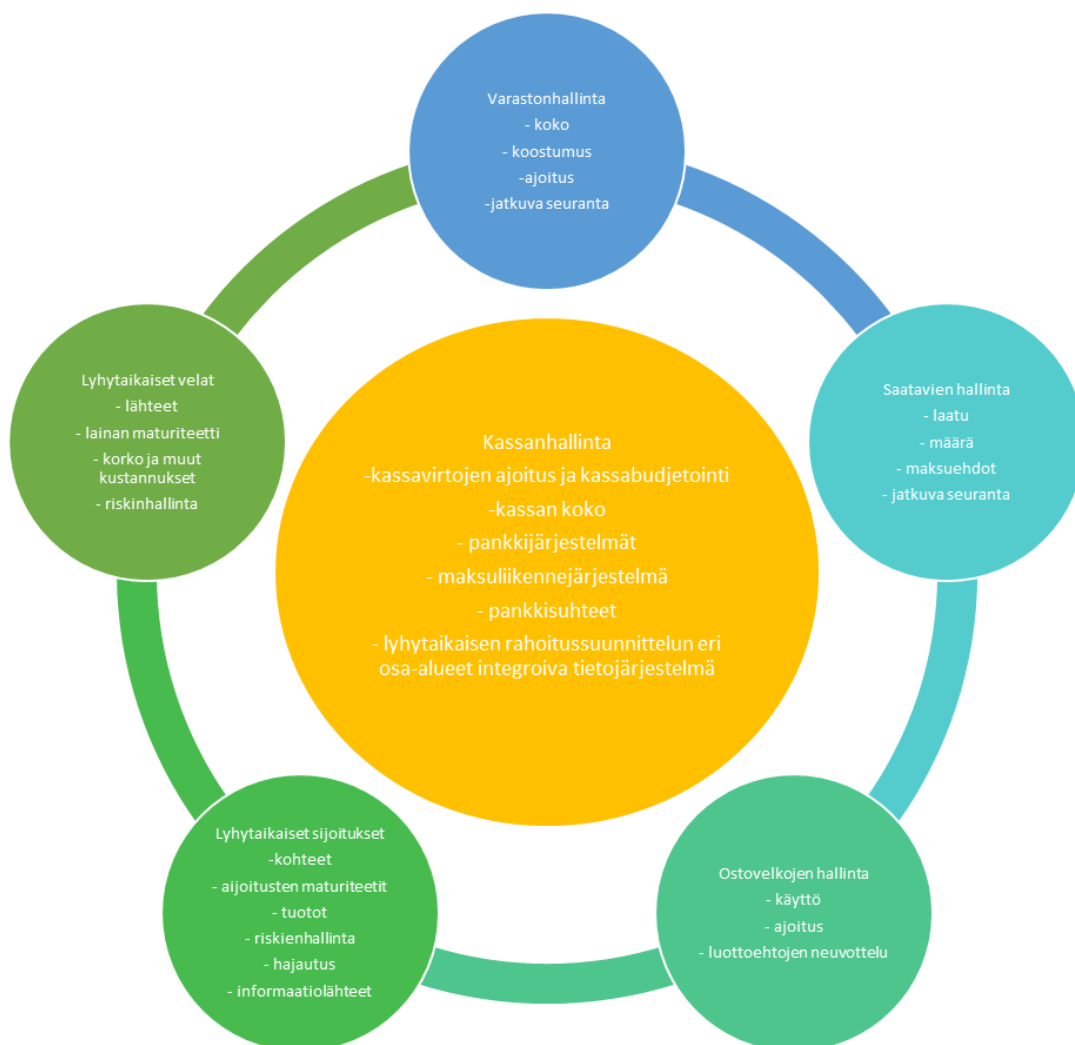 Varastonhallinta
- koko
- koostumus
-ajoitus
-jatkuva seuranta
Saatavien hallinta
- laatu
- määrä
- maksuehdot
- jatkuva seuranta
Ostovelkojen hallinta
- käyttö
- ajoitus
- luottoehtojen neuvottelu
Lyhytaikaiset sijoitukset
-kohteet
- aijoitusten maturiteetit
- tuotot
- riskienhallinta
- hajautus
- informaatiolähteet
Lyhytaikaiset velat
- lähteet
- lainan maturiteetti
- korko ja muut
kustannukset
- riskinhallinta
Kassanhallinta
-kassavirtojen ajoitus ja kassabudjetointi
-kassan koko
- pankkijärjestelmät
- maksuliikennejärjestelmä
- pankkisuhteet
- lyhytaikaisen rahoitussuunnittelun eri
osa-alueet integroiva tietojärjestelmä